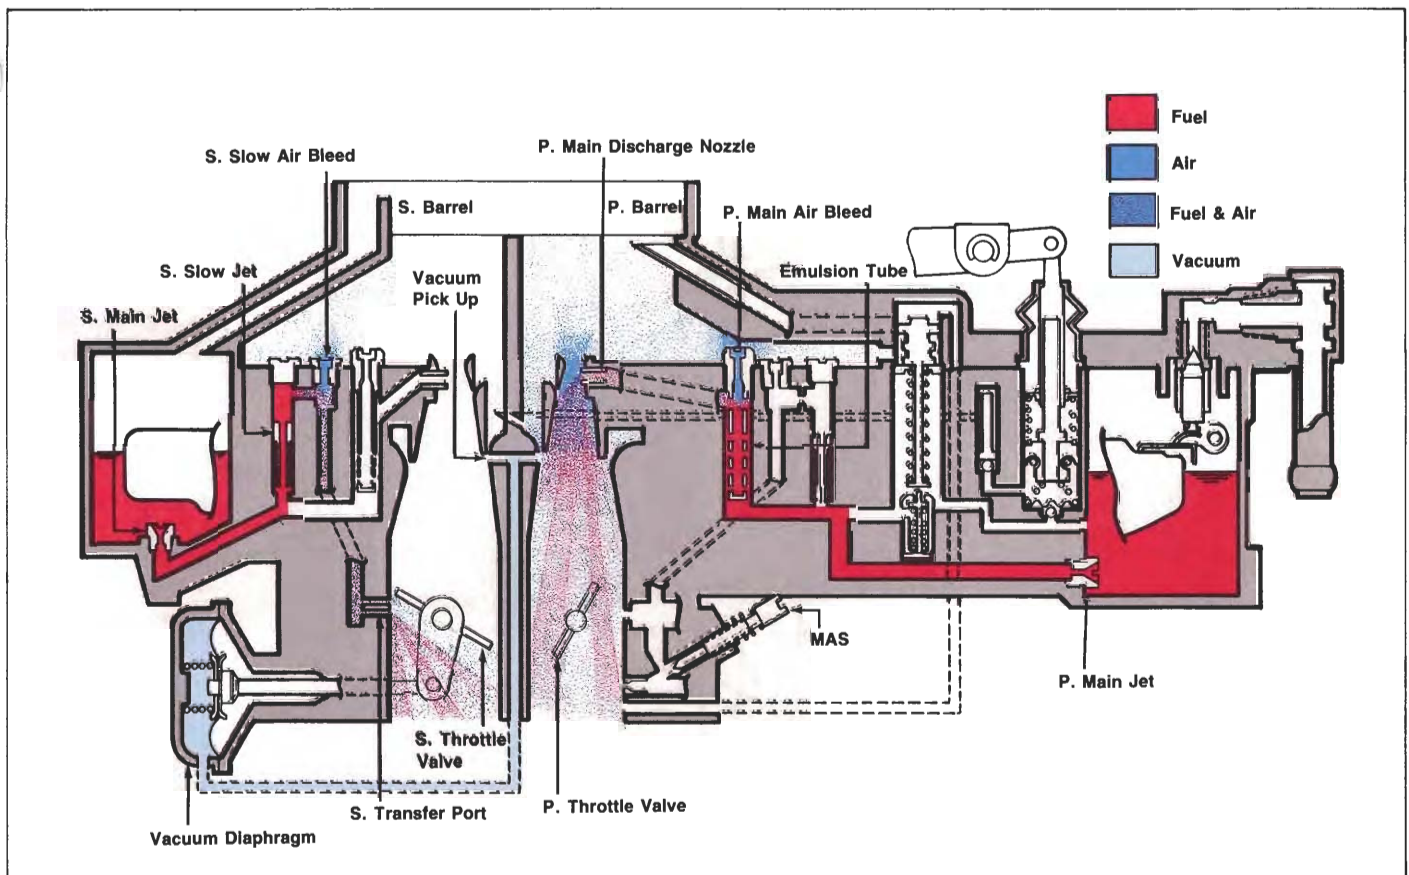 Fuel
Air
Fuel & Air
Vacuum
P. Main Discharge Nozzle
S. Slow Air Bleed
S. Barrel
P. Barrel
P. Main Air Bleed
S. Slow Jet
Vacuum
Pick Up
Emulsion Tube
S. Main Jet
MAS
P. Main Jet
S. Throttle
Valve
P. Throttle Valve
S. Transfer Port
Vacuum Diaphragm